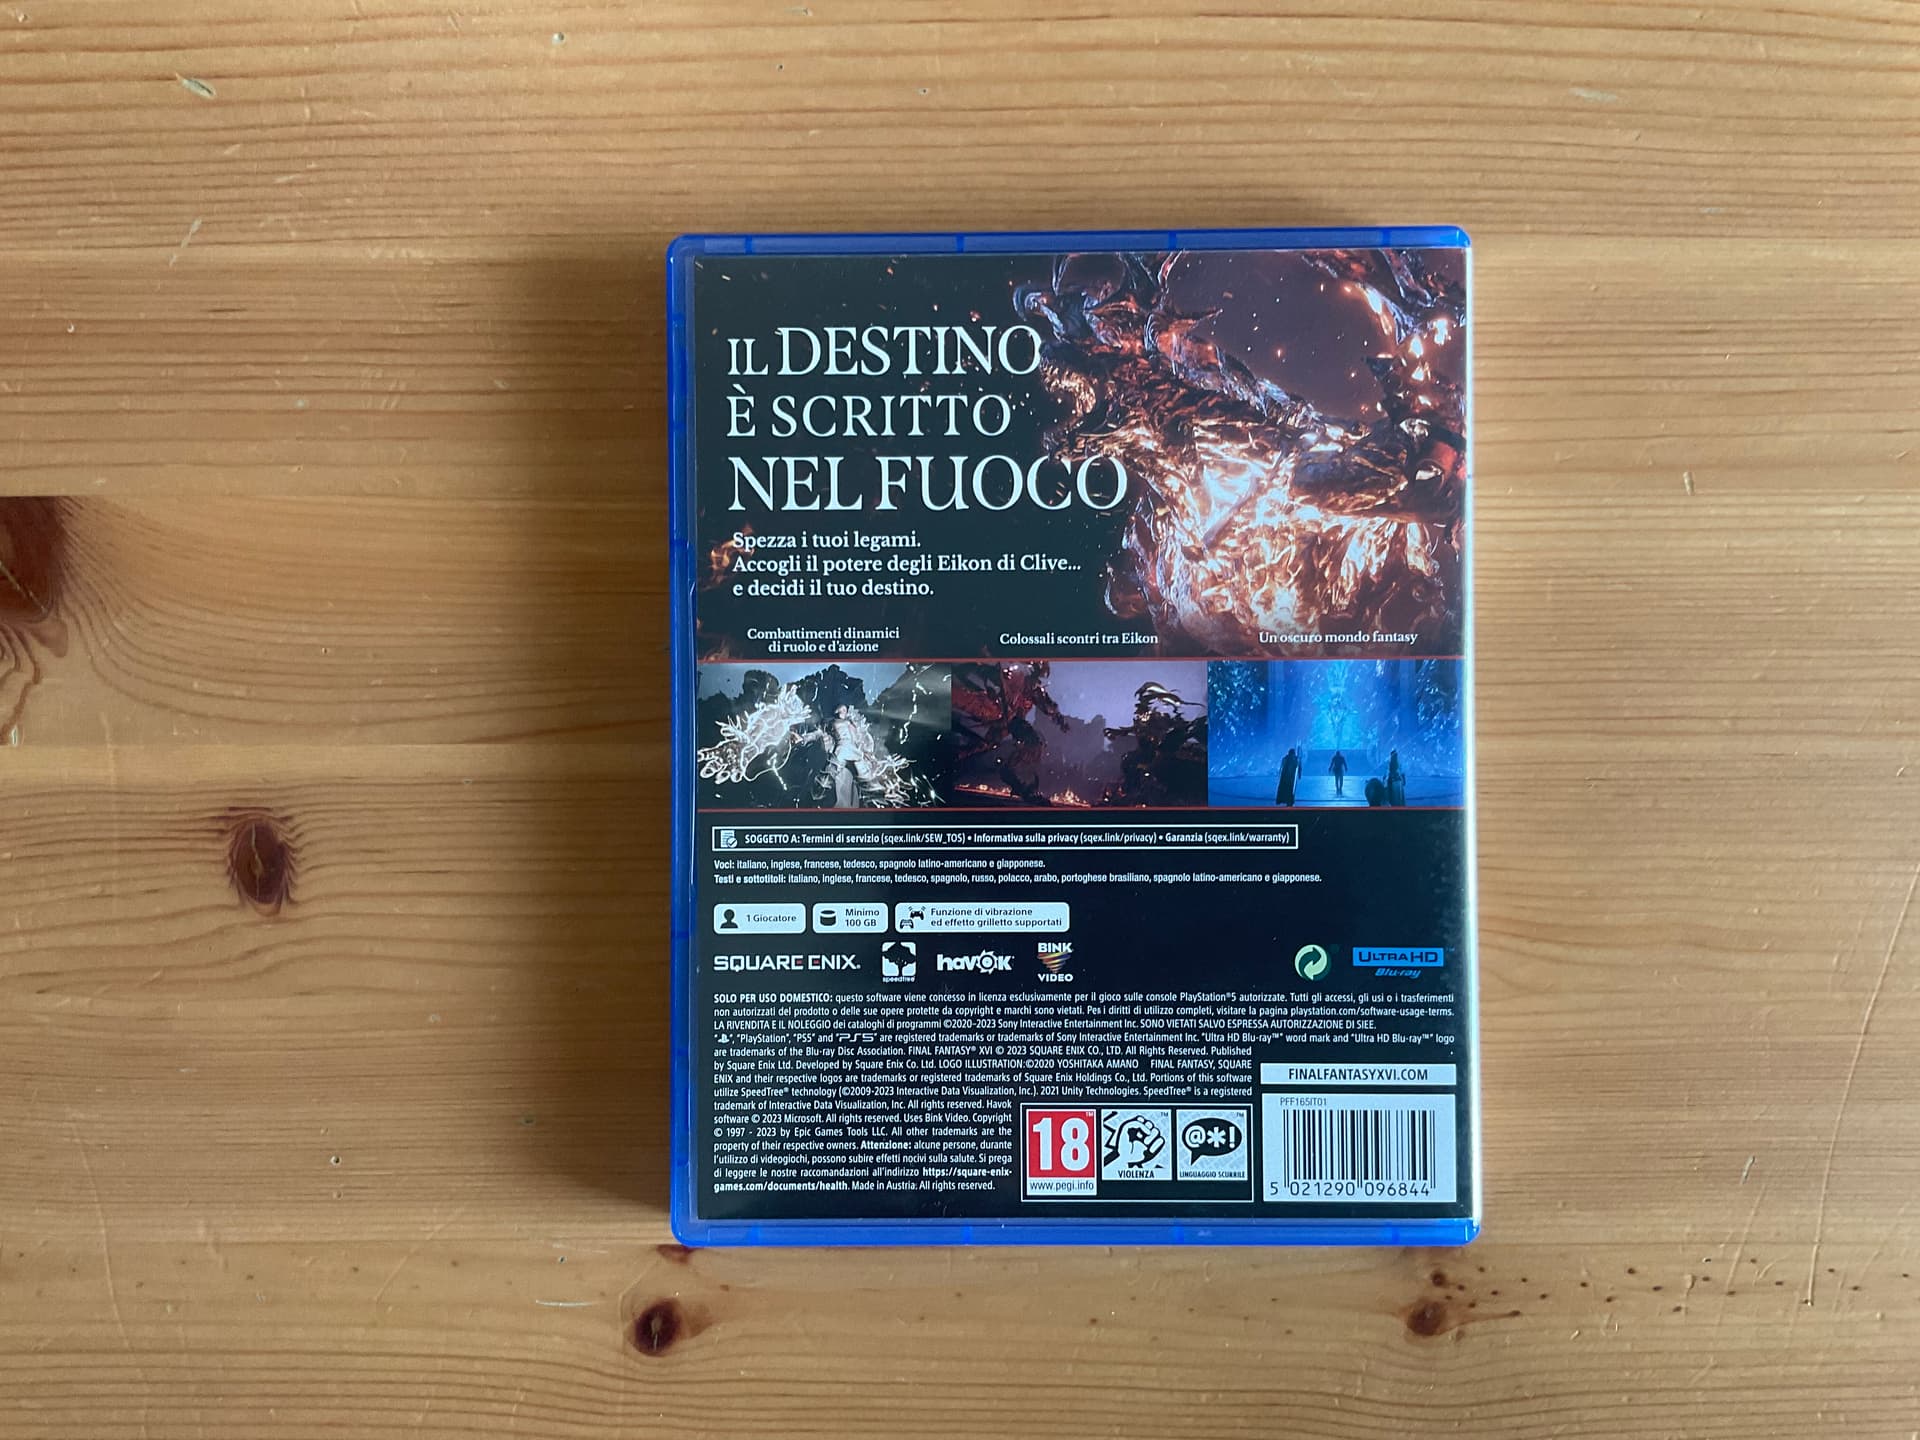 IL DESTINO
È SCRITTO
NEL FUOCO
Spezza i tuoi legami.
Accogli il potere degli Eikon di Clive...
e decidi il tuo destino.
Combattimenti dinamici
di ruolo e d'azione
Colossali scontri tra Eikon
Un oscuro mondo fantasy
SOGGETTO A: Termini di servizio (sqex.link/SEW_TOS) • Informativa sulla privacy (sqex.link/privacy) • Garanzia (sqex.link/warranty)
Voci: italiano, inglese, francese, tedesco, spagnolo latino-americano e giapponese.
Testi e sottotitoli: italiano, inglese, francese, tedesco, spagnolo, russo, polacco, arabo, portoghese brasiliano, spagnolo latino-americano e giapponese.
1 Giocatore
Minimo
100 GB
Funzione di vibrazione
ed effetto grilletto supportati
SQUARE ENIX.
SpeedTree®
havok
BINK
VIDEO
ULTRA HD
Blu-ray
SOLO PER USO DOMESTICO: questo software viene concesso in licenza esclusivamente per il gioco sulle console PlayStation®5 autorizzate. Tutti gli accessi, gli usi o i trasferimenti
non autorizzati del prodotto o delle sue opere protette da copyright e marchi sono vietati. Per i diritti di utilizzo completi, visitare la pagina playstation.com/software-usage-terms.
LA RIVENDITA E IL NOLEGGIO dei cataloghi di programmi ©2020-2023 Sony Interactive Entertainment Inc. SONO VIETATI SALVO ESPRESSA AUTORIZZAZIONE DI SIEE.
"PS", "PlayStation", "PS5" and "PS5" are registered trademarks or trademarks of Sony Interactive Entertainment Inc. "Ultra HD Blu-ray™" word mark and "Ultra HD Blu-ray™" logo
are trademarks of the Blu-ray Disc Association. FINAL FANTASY® XVI © 2023 SQUARE ENIX CO., LTD. All Rights Reserved. Published
by Square Enix Ltd. Developed by Square Enix Co. Ltd. LOGO ILLUSTRATION:©2020 YOSHITAKA AMANO FINAL FANTASY, SQUARE
ENIX and their respective logos are trademarks or registered trademarks of Square Enix Holdings Co., Ltd. Portions of this software
utilize SpeedTree® technology (©2009-2023 Interactive Data Visualization, Inc.). 2021 Unity Technologies. SpeedTree® is a registered
trademark of Interactive Data Visualization, Inc. All rights reserved. Havok
software © 2023 Microsoft. All rights reserved. Uses Bink Video. Copyright
© 1997 - 2023 by Epic Games Tools LLC. All other trademarks are the
property of their respective owners. Attenzione: alcune persone, durante
l'utilizzo di videogiochi, possono subire effetti nocivi sulla salute. Si prega
di leggere le nostre raccomandazioni all'indirizzo https://square-enix-
games.com/documents/health. Made in Austria. All rights reserved.
FINALFANTASYXVI.COM
18
www.pegi.info
VIOLENZA
@*!
LINGUAGGIO SCURRILE
PFF165IT01
5 021290 096844